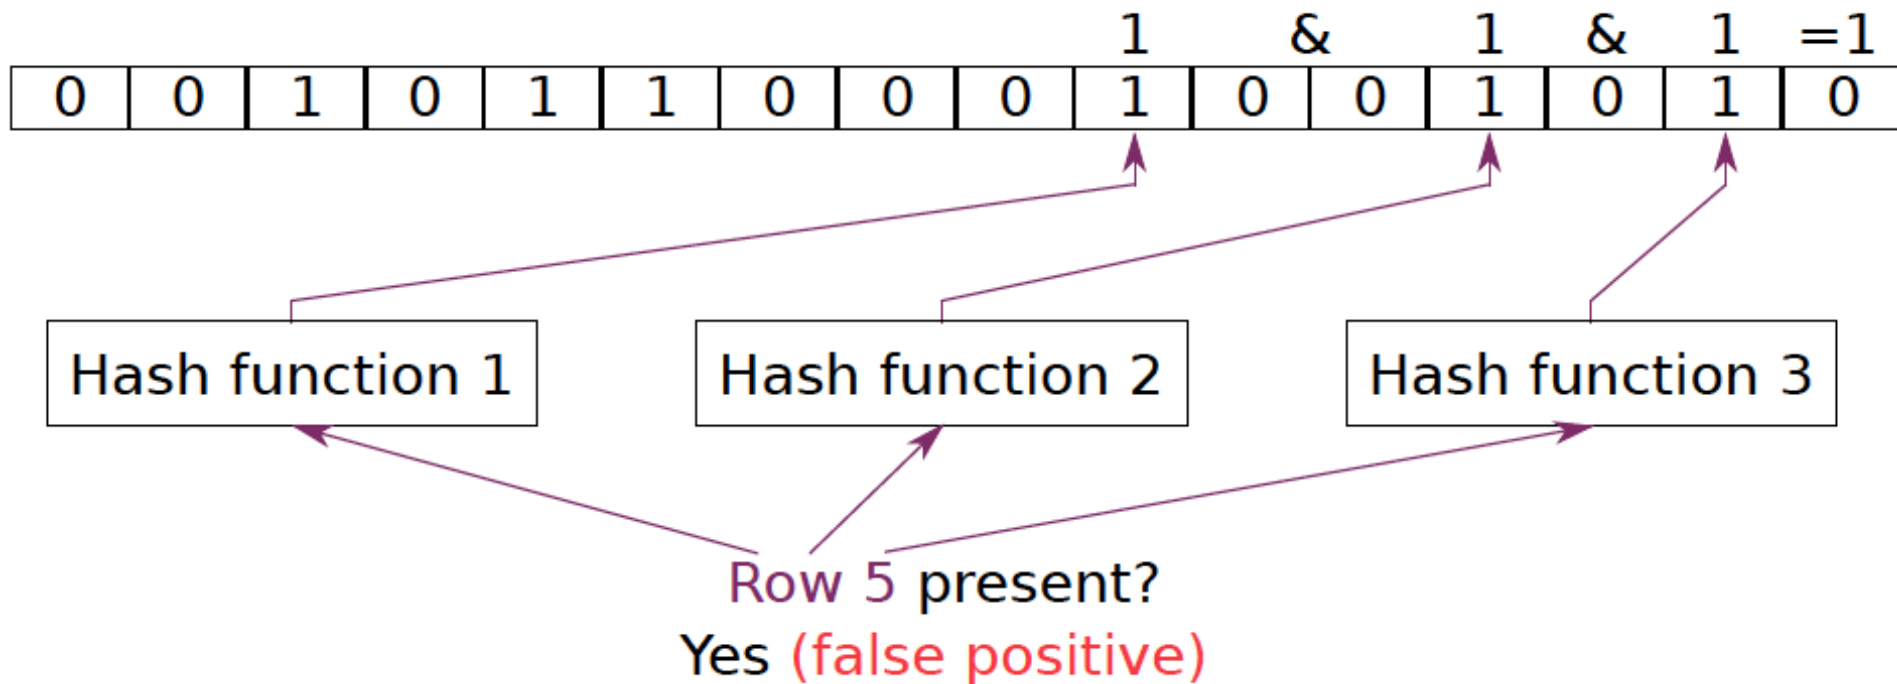 1 & 1 & 1 =1
0 0 1 0 1 1 0 0 0 1 0 0 1 0 1 0
Hash function 1 Hash function 2 Hash function 3
Row 5 present?
Yes (false positive)